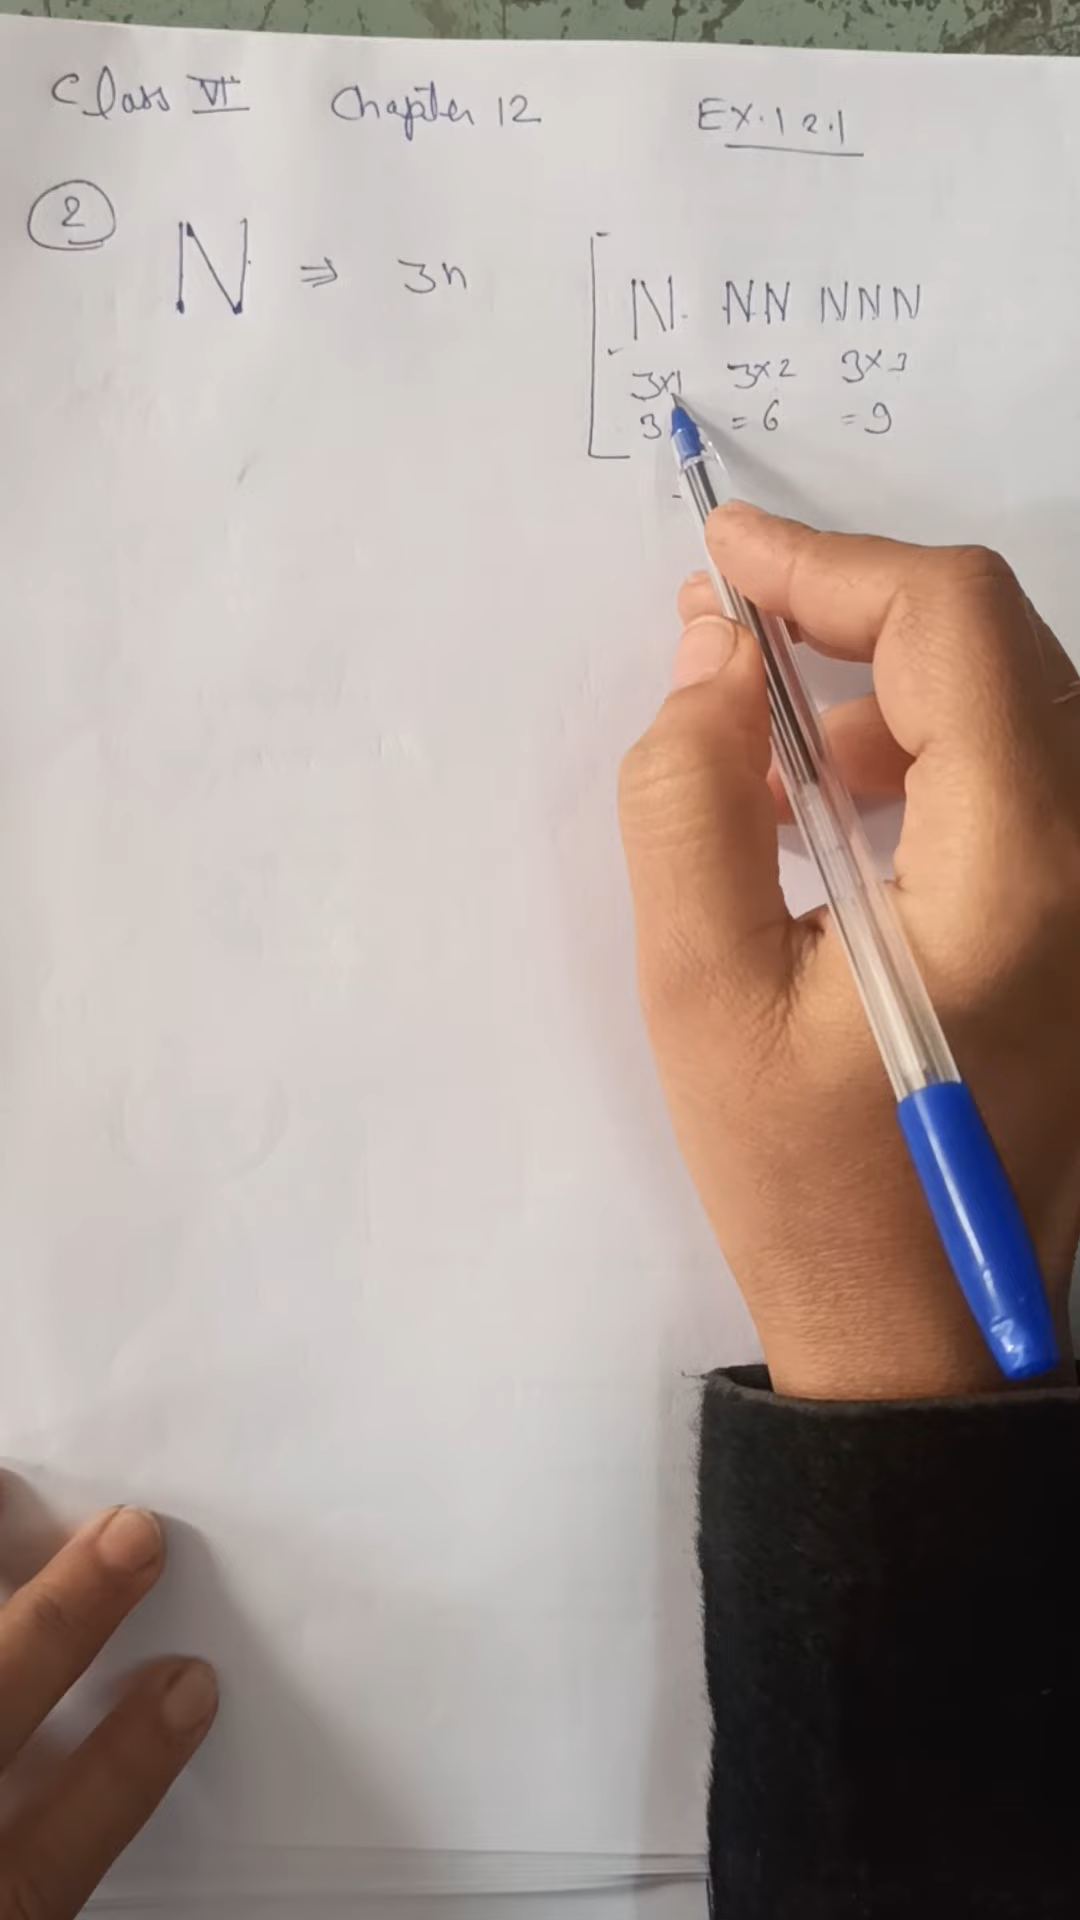 Class VI Chapter 12 EX.12.1
2 N ⇒ 3n
N NN NNN
3×1 3×2 3×3
3 =6 =9